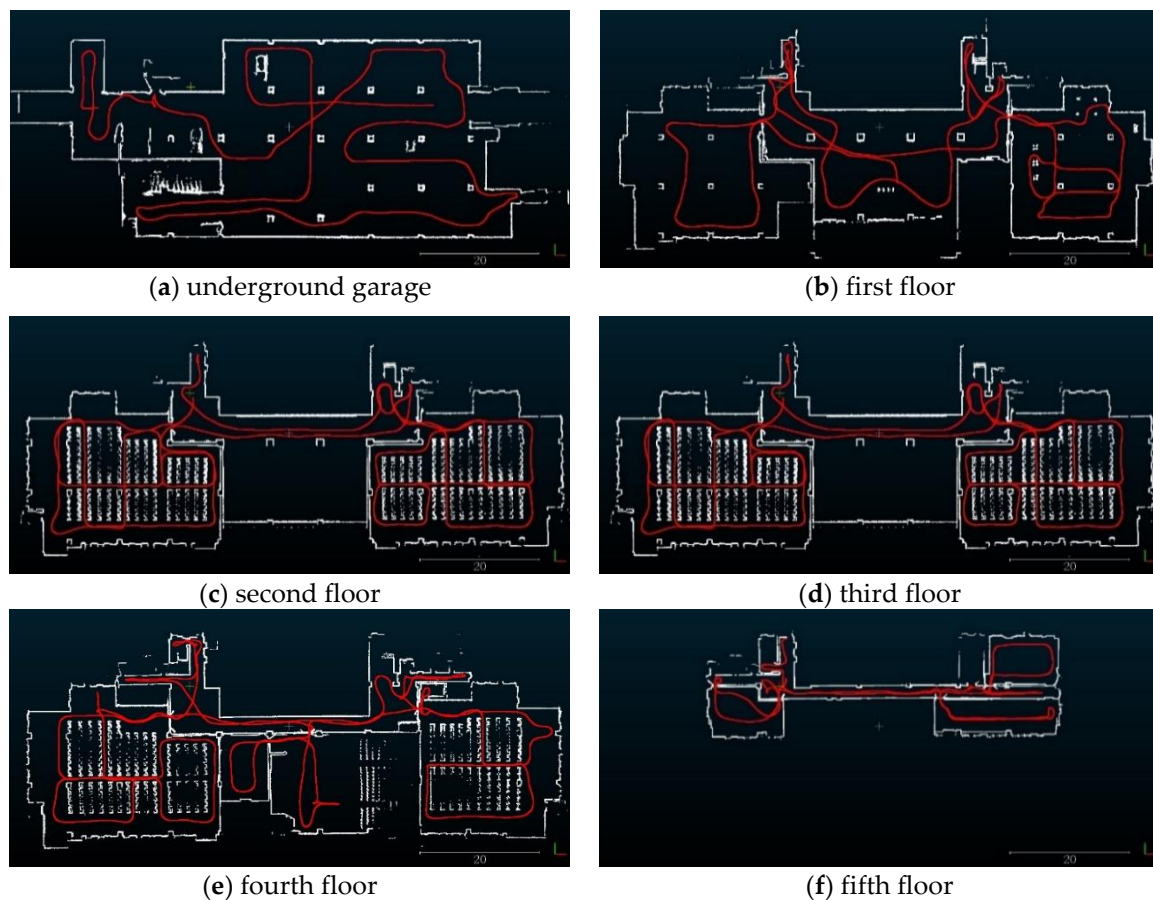 20
20
(a) underground garage
(b) first floor
20
20
(c) second floor
(d) third floor
20
20
(e) fourth floor
(f) fifth floor